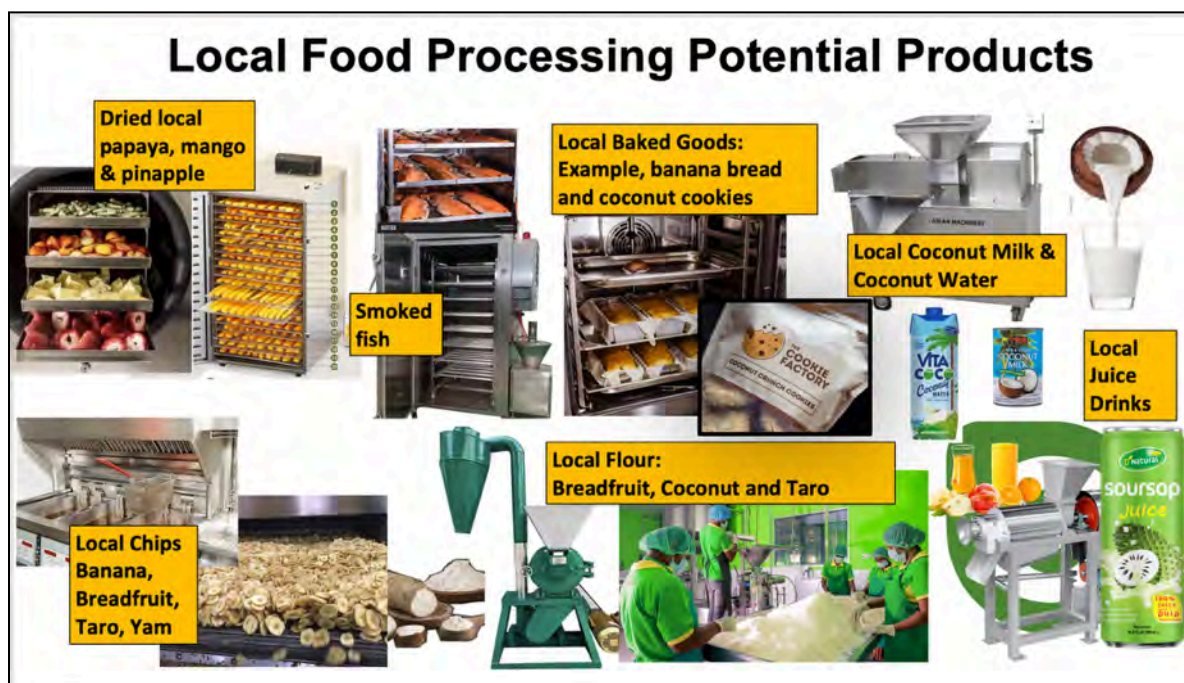 Local Food Processing Potential Products
Dried local
papaya, mango
& pinapple
Smoked
fish
Local Baked Goods:
Example, banana bread
and coconut cookies
THE
COOKIE
FACTORY
COCONUT CRUNCH COOKIES
Local Coconut Milk &
Coconut Water
VITA
COCO
Coconut
WATER
COCONUT
MILK
Local
Juice
Drinks
Local Chips
Banana,
Breadfruit,
Taro, Yam
Local Flour:
Breadfruit, Coconut and Taro
Natural
soursop
juice
100%